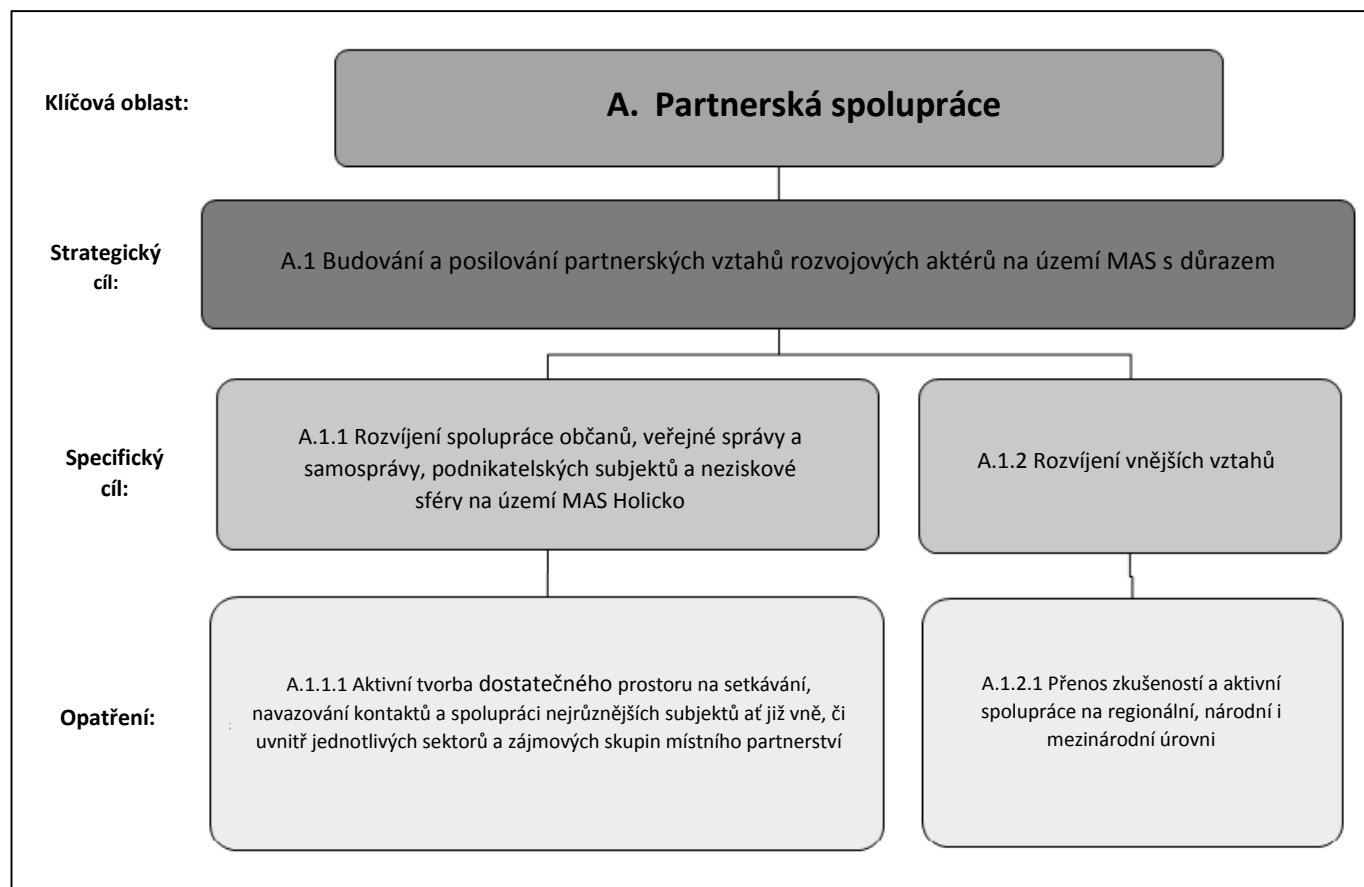 Klíčová oblast:
A. Partnerská spolupráce
Strategický
cíl:
A.1 Budování a posilování partnerských vztahů rozvojových aktérů na území MAS s důrazem
Specifický
cíl:
A.1.1 Rozvíjení spolupráce občanů, veřejné správy a
samosprávy, podnikatelských subjektů a neziskové
sféry na území MAS Holicko
A.1.2 Rozvíjení vnějších vztahů
Opatření:
A.1.1.1 Aktivní tvorba dostatečného prostoru na setkávání,
navazování kontaktů a spolupráci nejrůznějších subjektů ať již vně, či
uvnitř jednotlivých sektorů a zájmových skupin místního partnerství
A.1.2.1 Přenos zkušeností a aktivní
spolupráce na regionální, národní i
mezinárodní úrovni